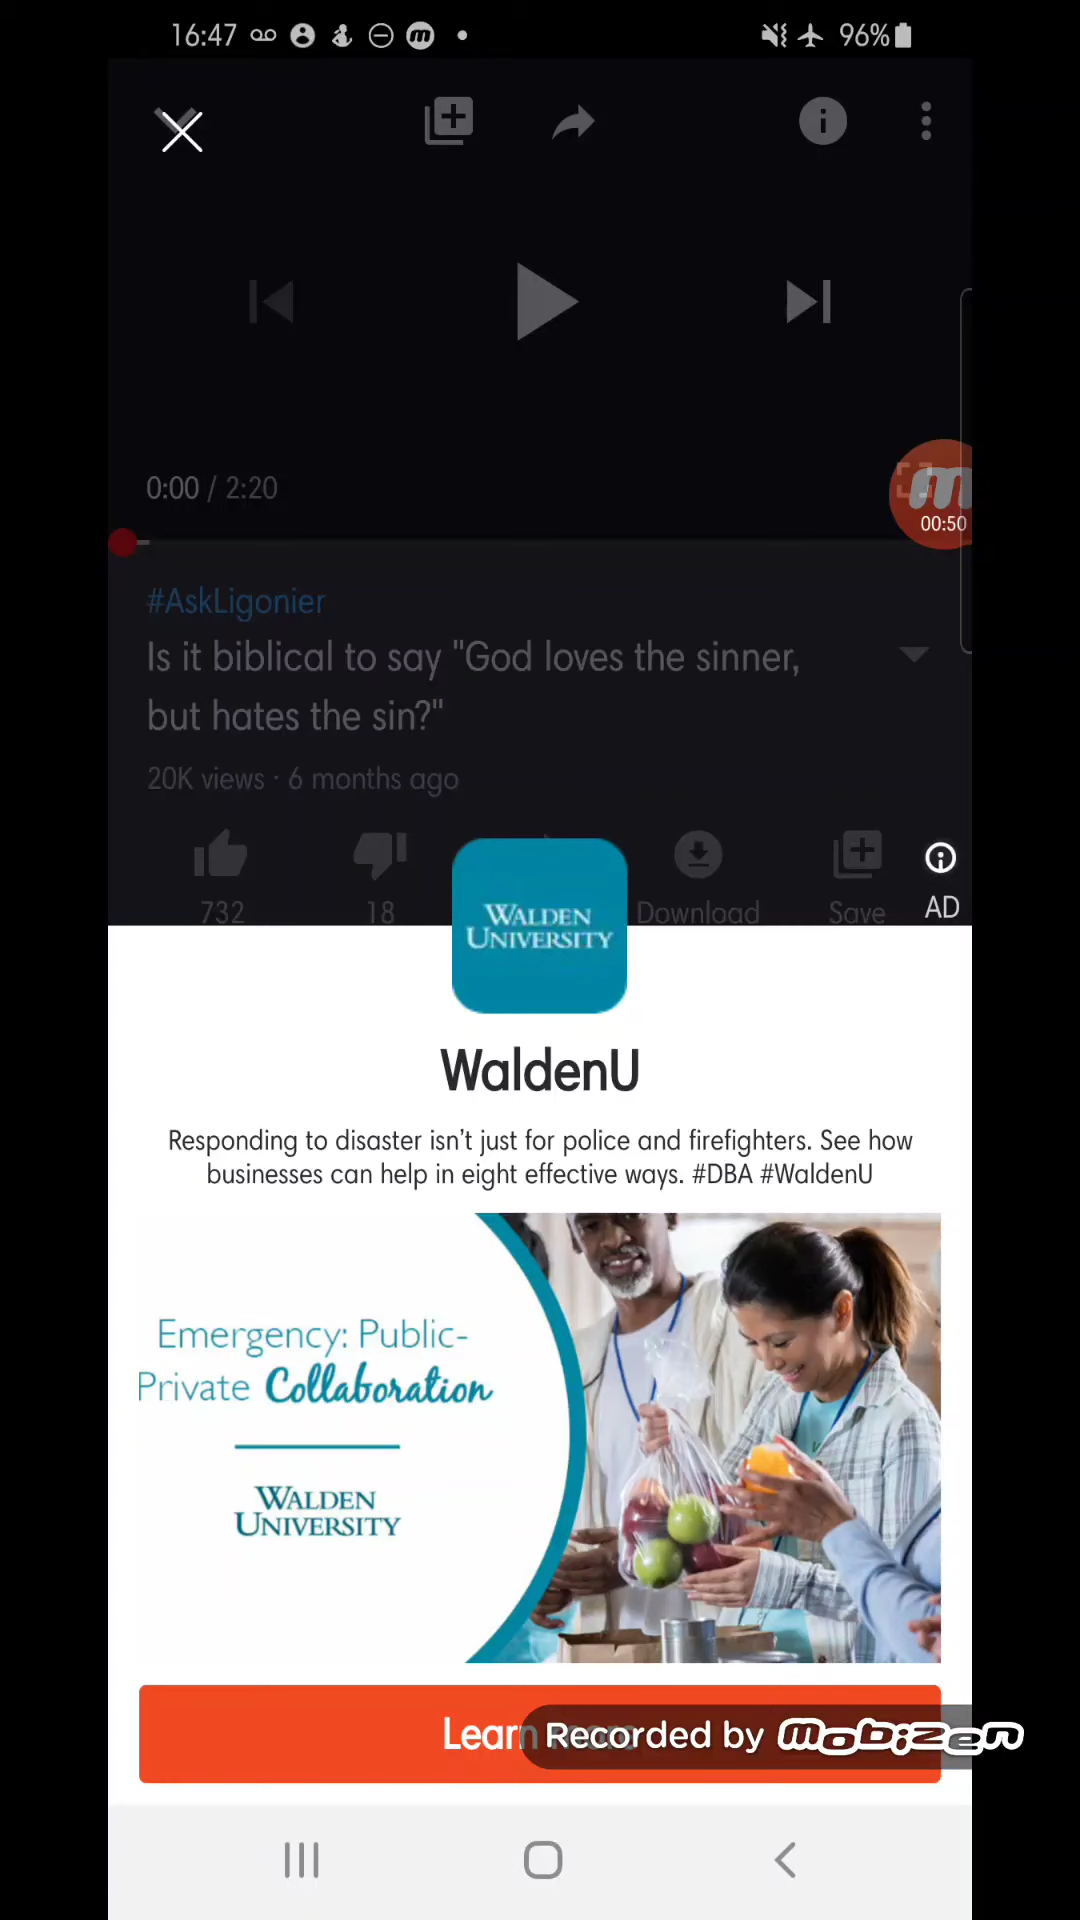 16:47
96%
0:00 / 2:20
00:50
#AskLigonier
Is it biblical to say "God loves the sinner,
but hates the sin?"
20K views · 6 months ago
732
18
Download
Save
AD
WALDEN
UNIVERSITY
WaldenU
Responding to disaster isn't just for police and firefighters. See how
businesses can help in eight effective ways. #DBA #WaldenU
Emergency: Public-
Private Collaboration
WALDEN
UNIVERSITY
Learn more
Recorded by Mobizen